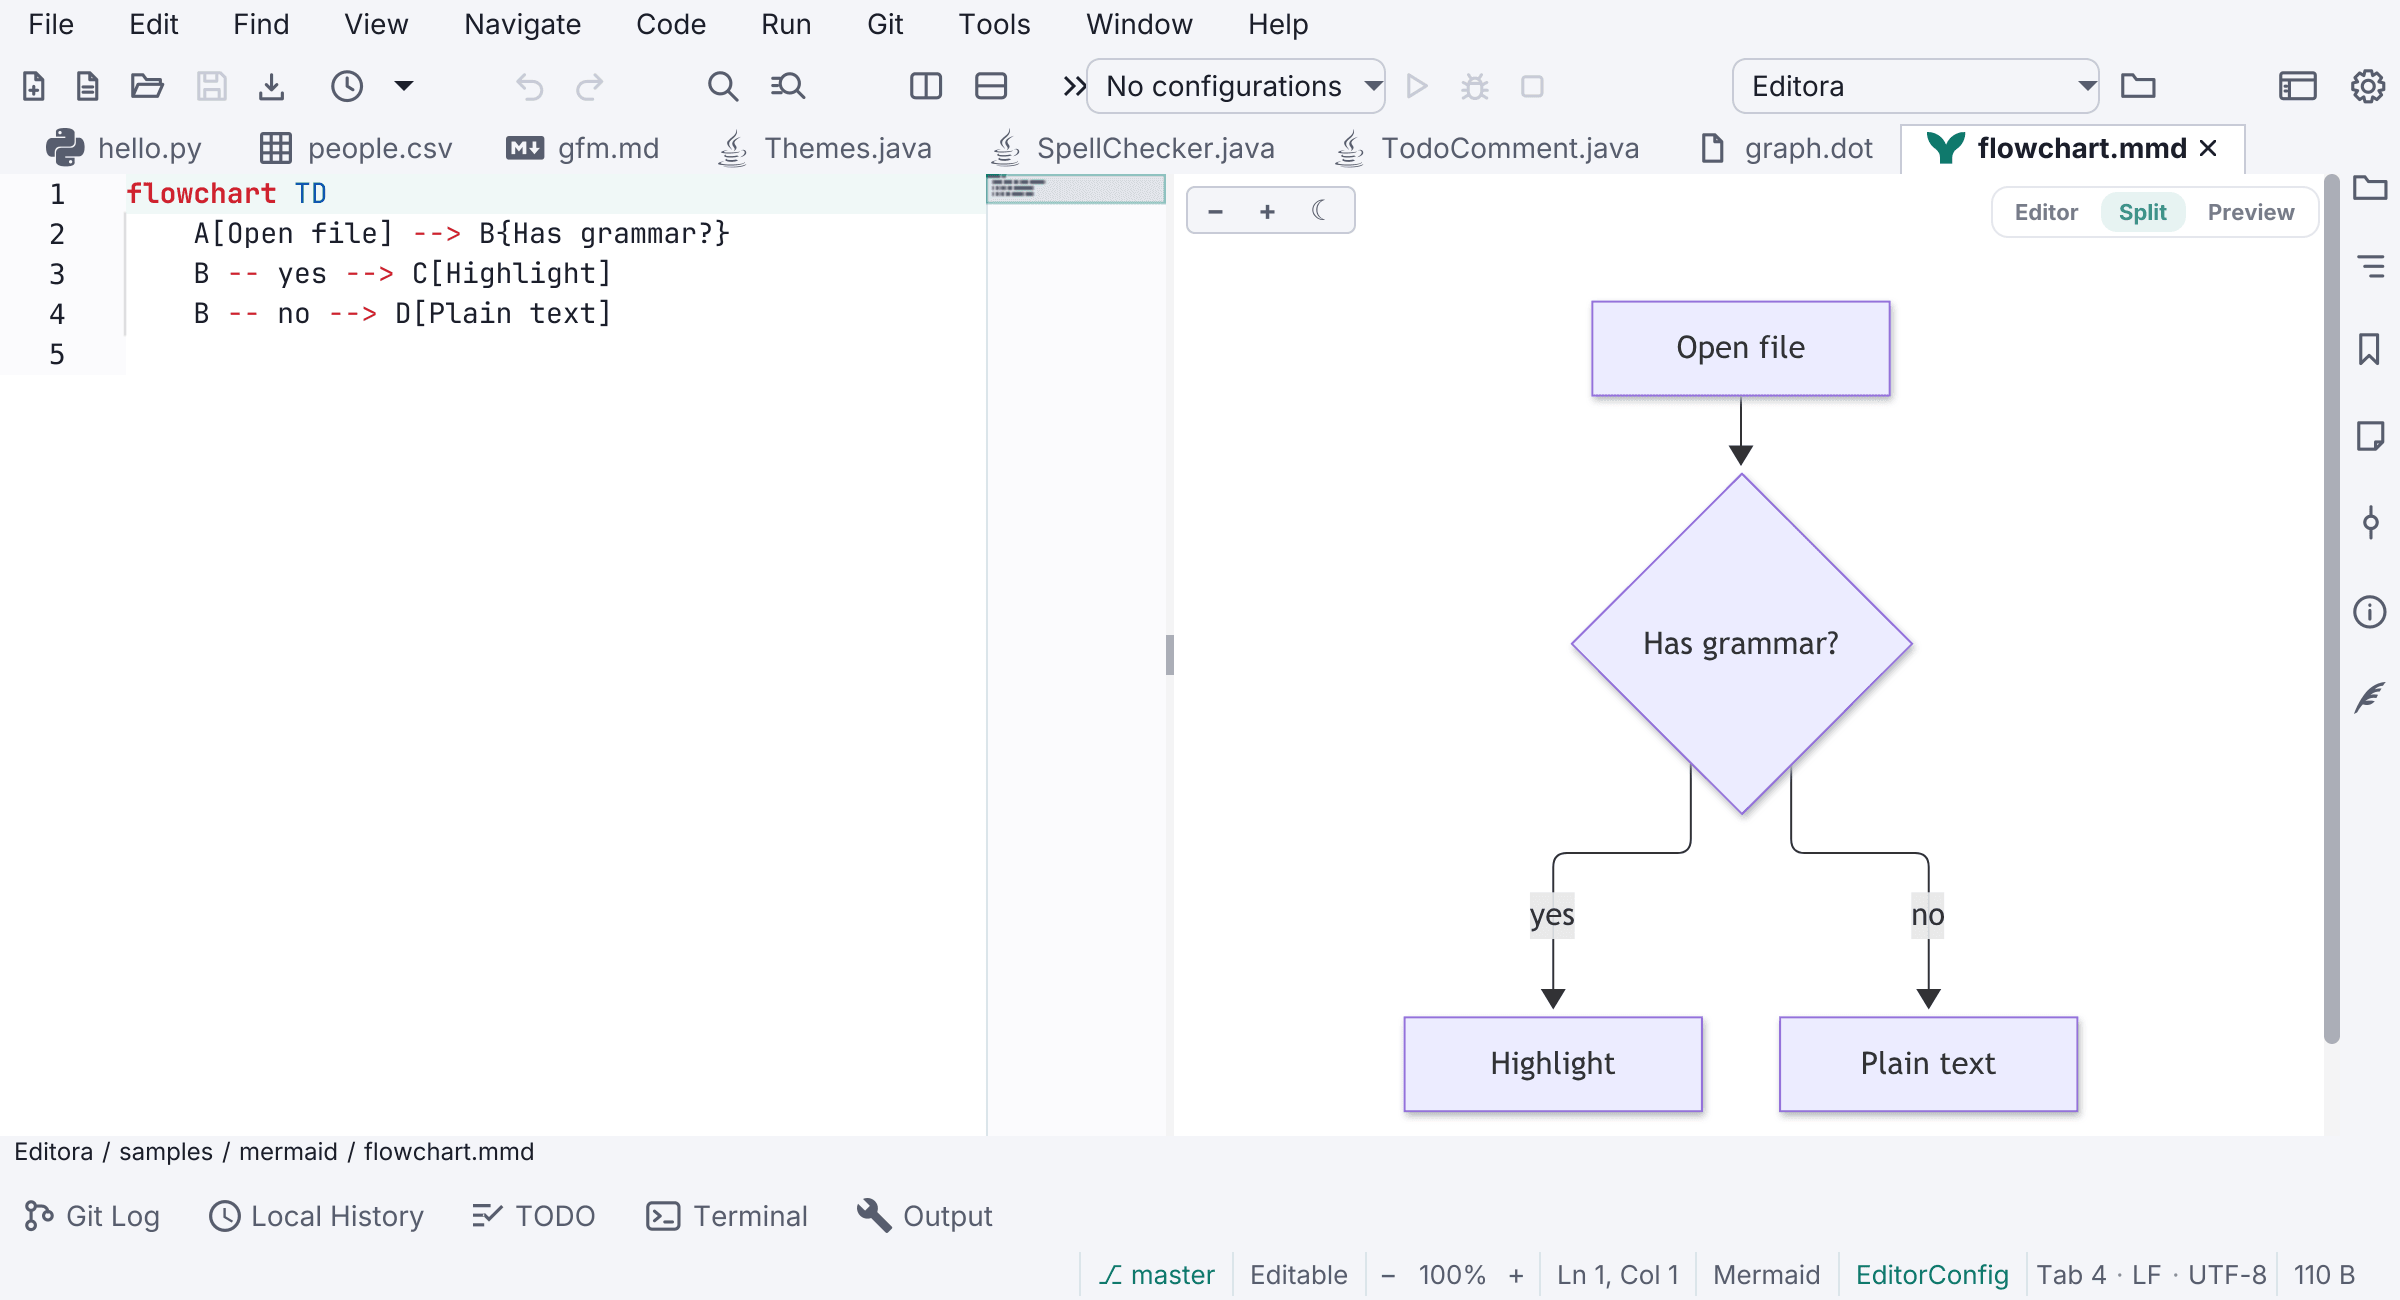 File Edit Find View Navigate Code Run Git Tools Window Help
No configurations Editora
hello.py people.csv gfm.md Themes.java SpellChecker.java TodoComment.java graph.dot flowchart.mmd
1 flowchart TD
2 A[Open file] --> B{Has grammar?}
3 B -- yes --> C[Highlight]
4 B -- no --> D[Plain text]
5
Editor Split Preview
Open file
Has grammar?
yes no
Highlight Plain text
Editora / samples / mermaid / flowchart.mmd
Git Log Local History TODO Terminal Output
master Editable − 100% + Ln 1, Col 1 Mermaid EditorConfig Tab 4 · LF · UTF-8 110 B